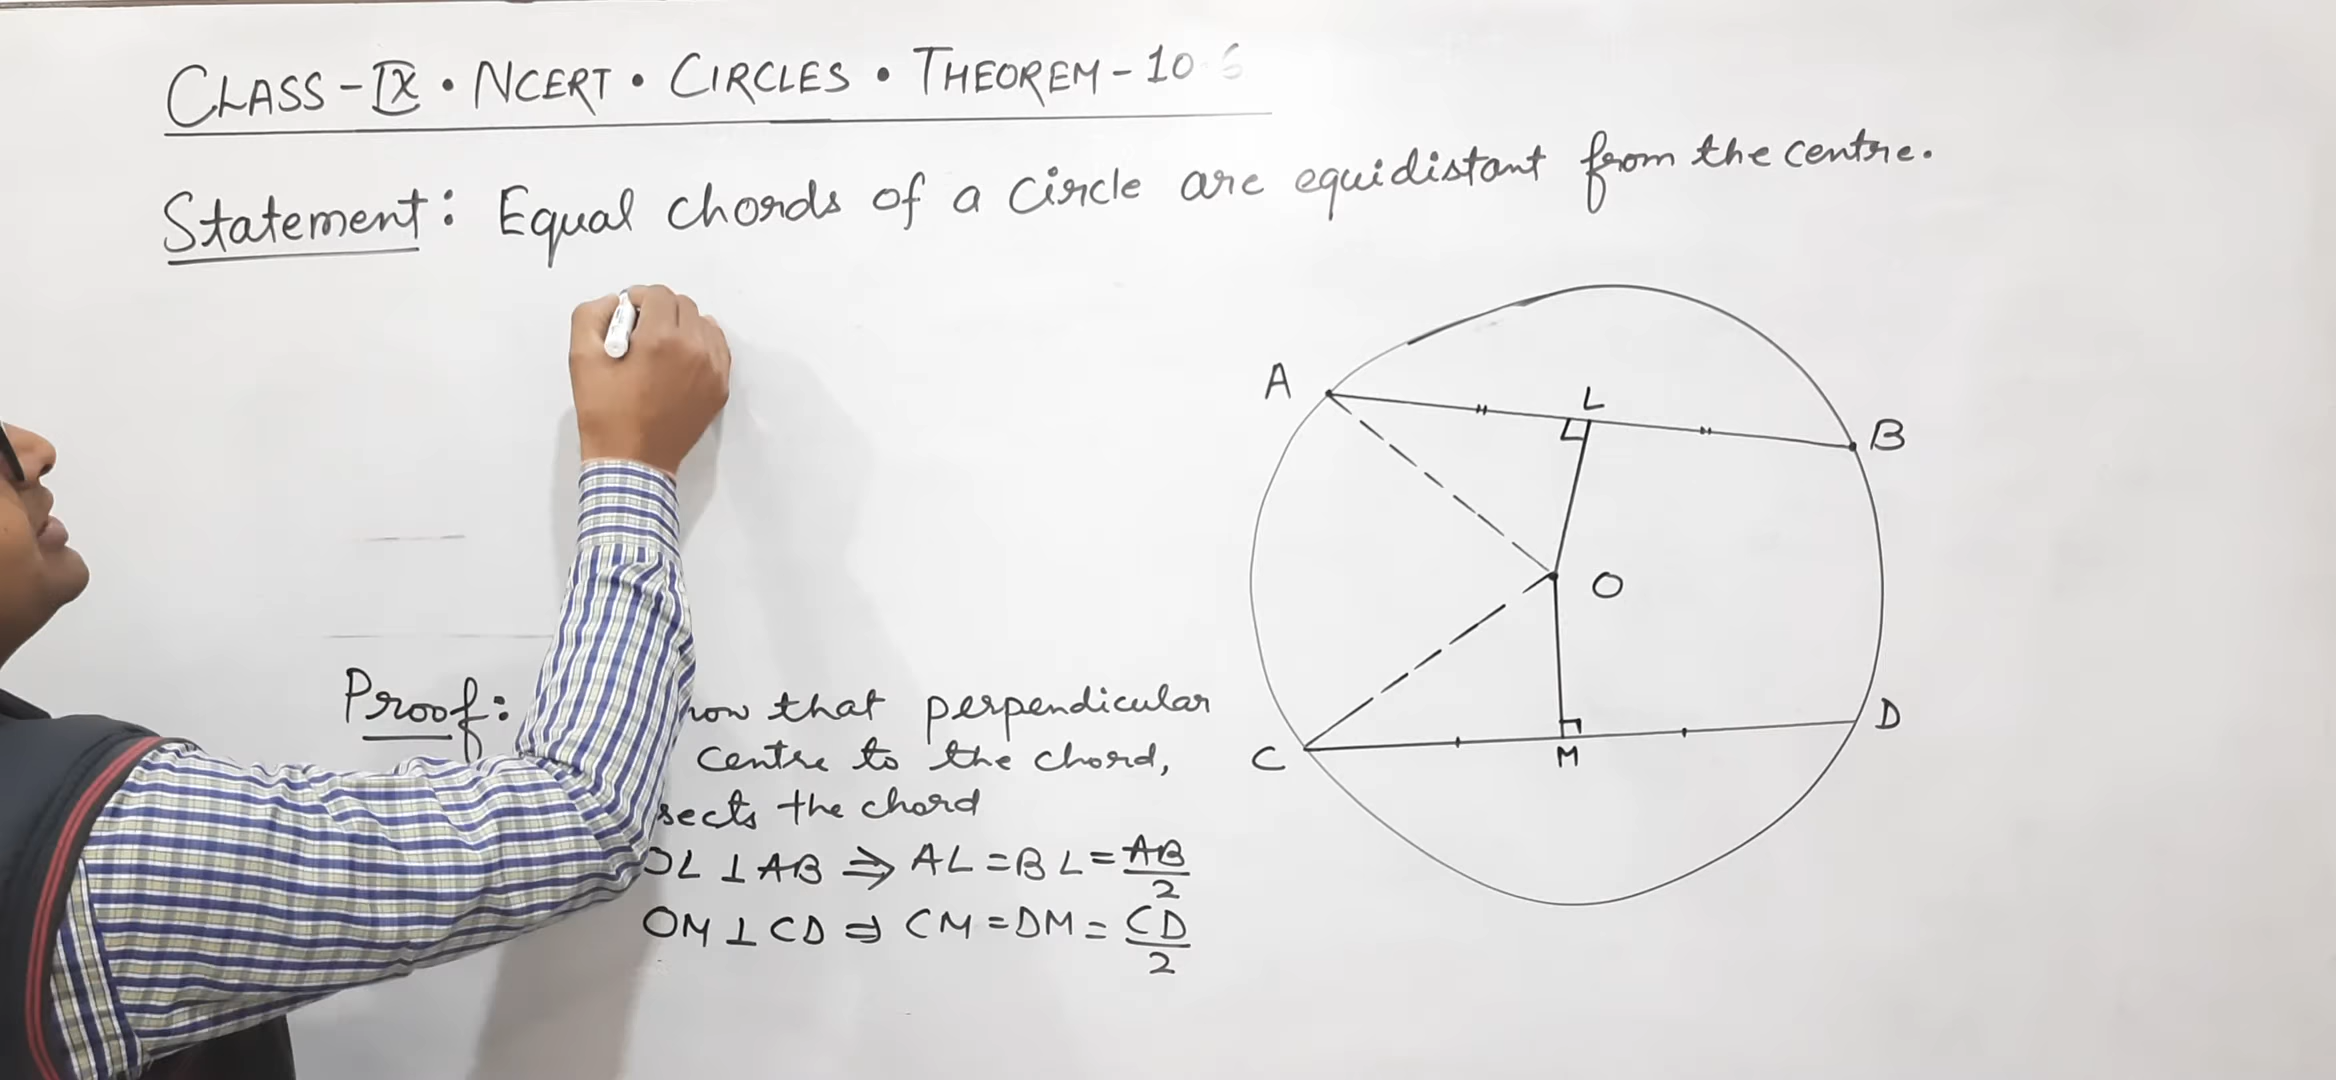 CLASS - IX • NCERT • CIRCLES • THEOREM - 10.6
Statement: Equal chords of a circle are equidistant from the centre.
A
L
B
O
C
M
D
Proof: that perpendicular
centre to the chord,
sects the chord
OL ⊥ AB ⇒ AL = BL = AB/2
OM ⊥ CD ⇒ CM = DM = CD/2